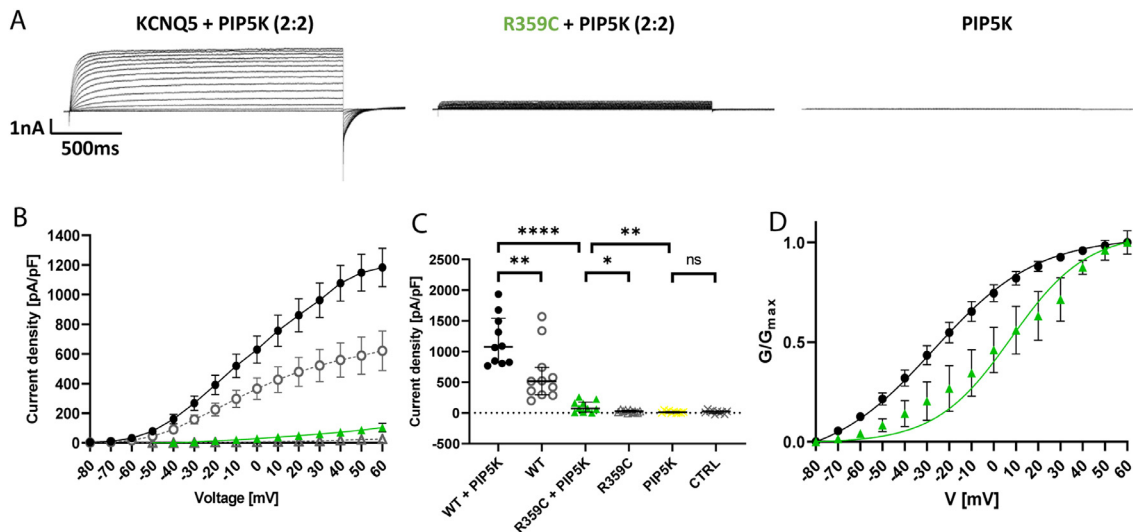 A
KCNQ5 + PIP5K (2:2)
R359C + PIP5K (2:2)
PIP5K
1nA
500ms
B
Current density [pA/pF]
1400
1200
1000
800
600
400
200
0
-80 -70 -60 -50 -40 -30 -20 -10 0 10 20 30 40 50 60
Voltage [mV]
C
Current density [pA/pF]
2500
2000
1500
1000
500
0
-500
**** ** ** * ns
WT + PIP5K
WT
R359C + PIP5K
R359C
PIP5K
CTRL
D
G/Gmax
1.0
0.5
0.0
-80 -70 -60 -50 -40 -30 -20 -10 0 10 20 30 40 50 60
V [mV]